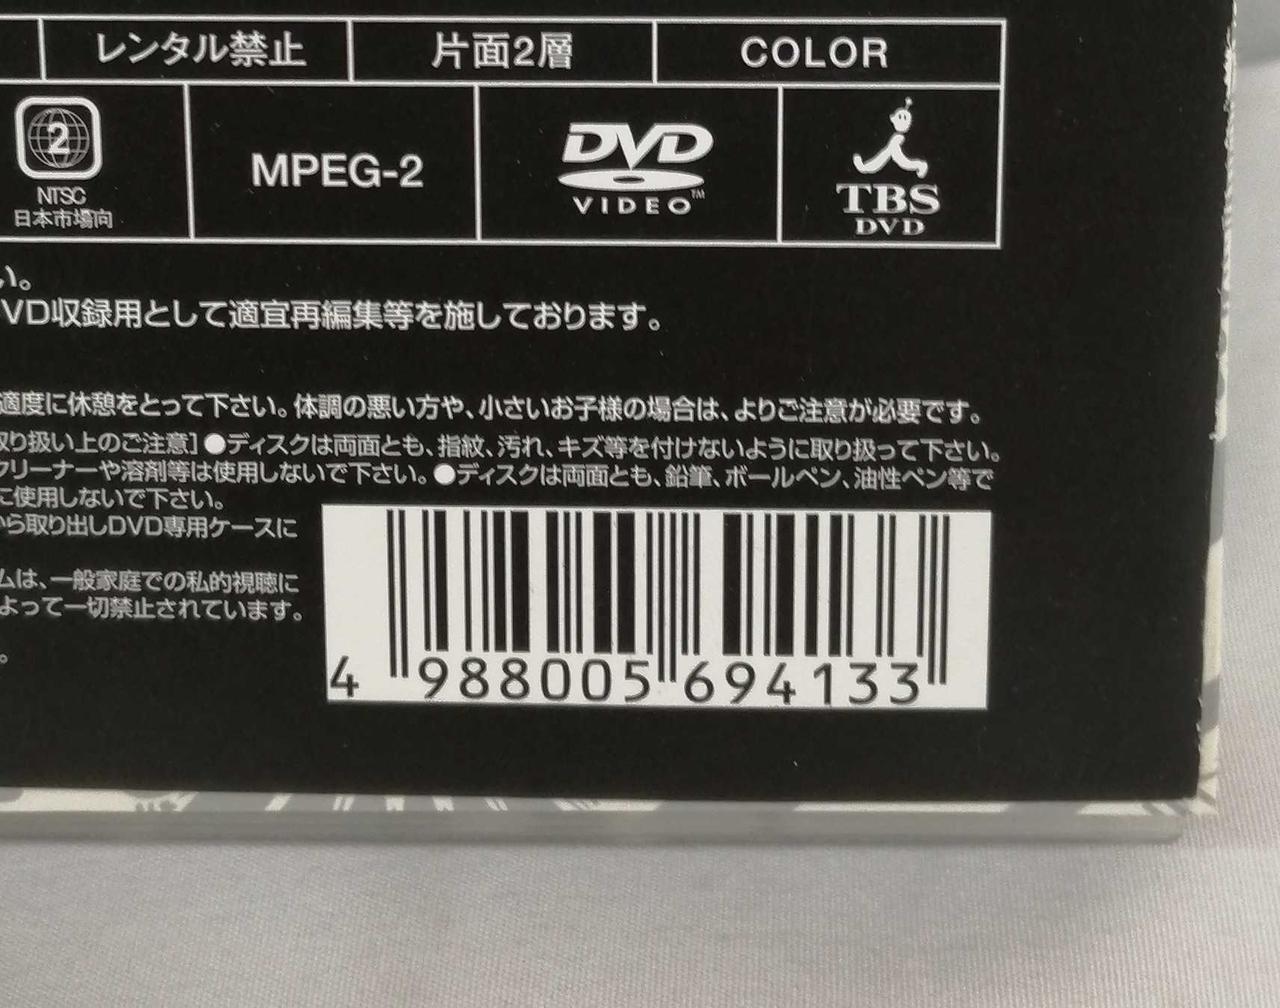 レンタル禁止 片面2層 COLOR
2
NTSC
日本市場向
MPEG-2
DVD
VIDEO™
TBS
DVD
い。
VD収録用として適宜再編集等を施しております。
適度に休憩をとって下さい。体調の悪い方や、小さいお子様の場合は、よりご注意が必要です。
取り扱い上のご注意]●ディスクは両面とも、指紋、汚れ、キズ等を付けないように取り扱って下さい。
クリーナーや溶剤等は使用しないで下さい。●ディスクは両面とも、鉛筆、ボールペン、油性ペン等で
に使用しないで下さい。
から取り出しDVD専用ケースに
ムは、一般家庭での私的視聴に
よって一切禁止されています。
。
4 988005 694133